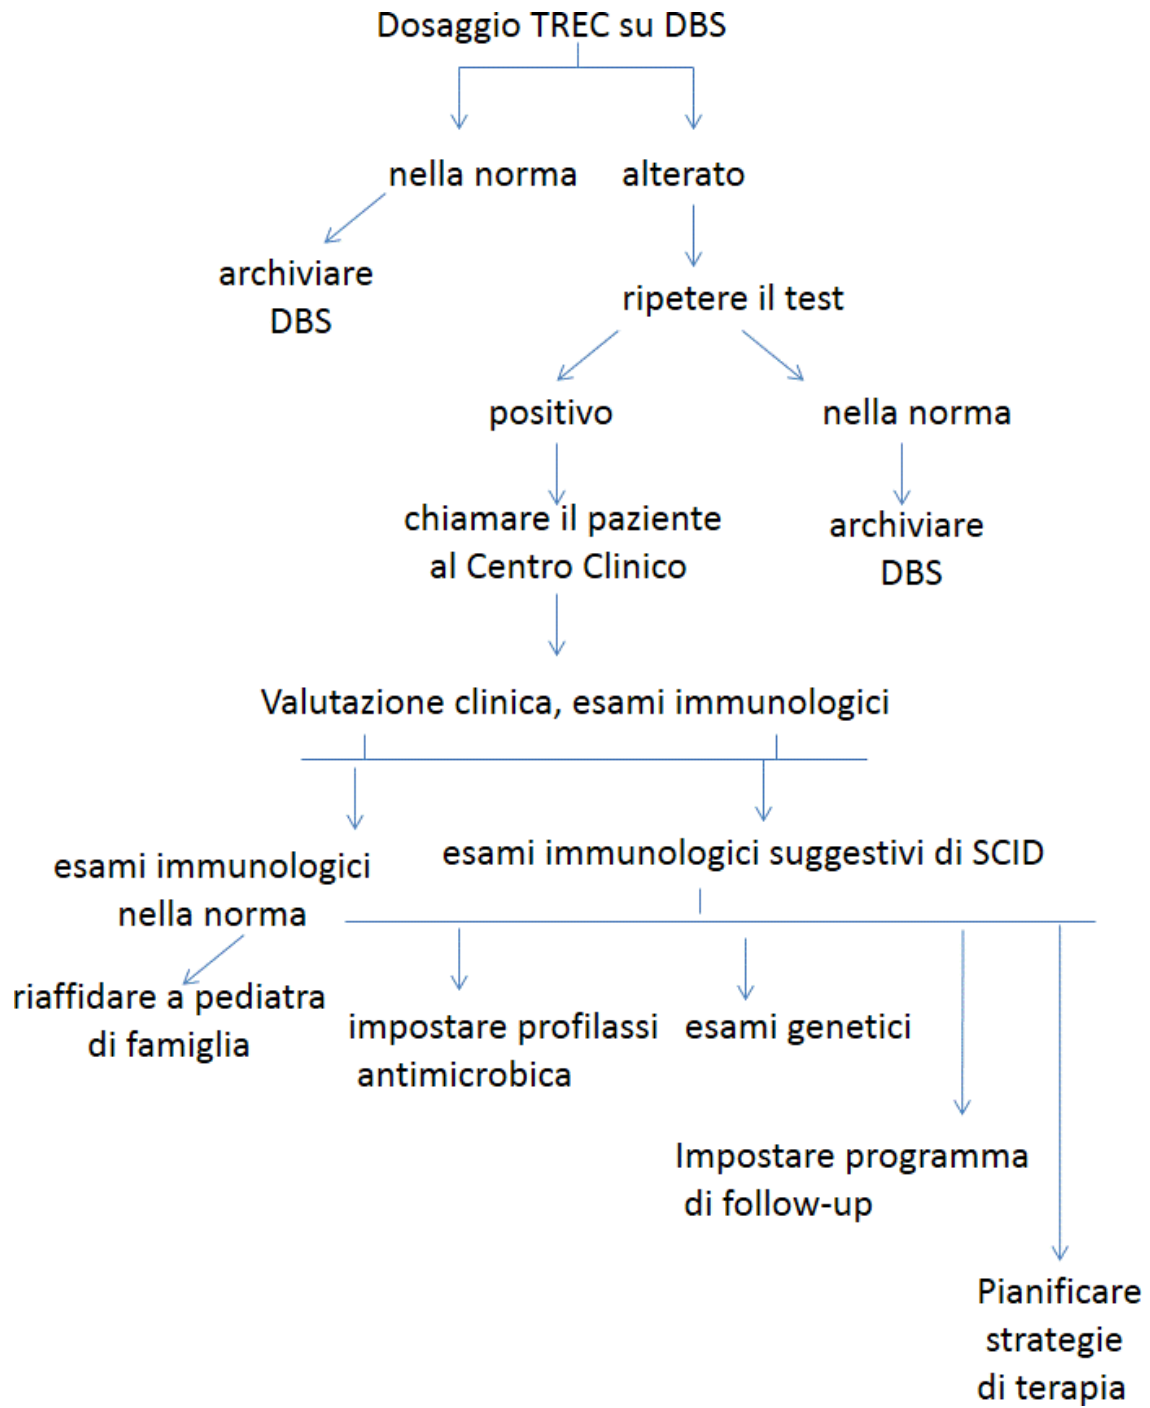 Dosaggio TREC su DBS
nella norma
alterato
archiviare
DBS
ripetere il test
positivo
nella norma
chiamare il paziente
al Centro Clinico
archiviare
DBS
Valutazione clinica, esami immunologici
esami immunologici
nella norma
esami immunologici suggestivi di SCID
riaffidare a pediatra
di famiglia
impostare profilassi
antimicrobica
esami genetici
Impostare programma
di follow-up
Pianificare
strategie
di terapia